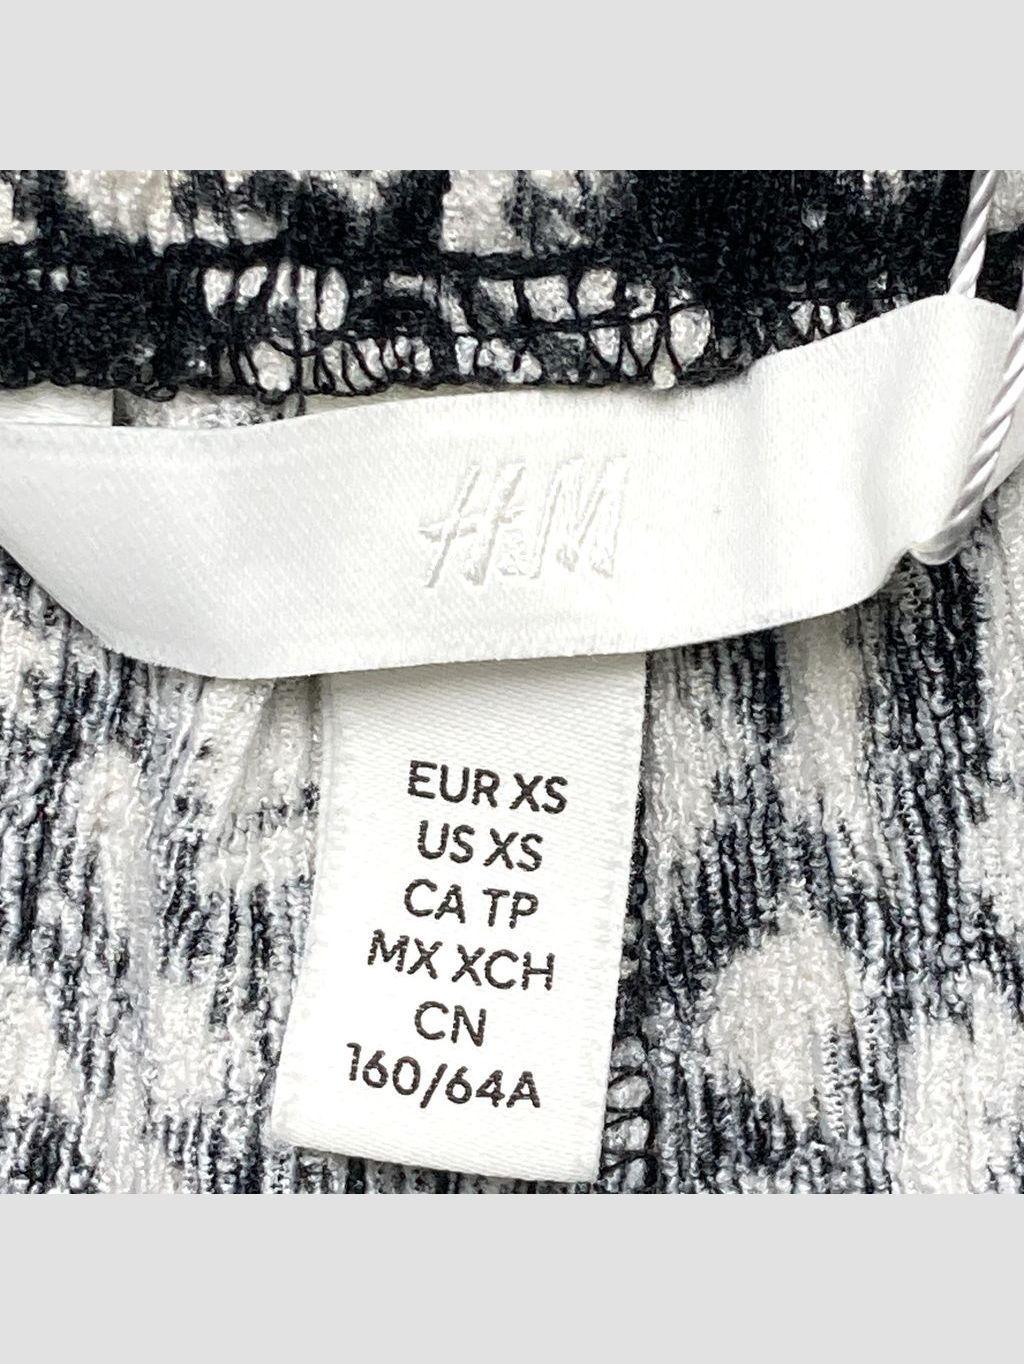 H&M
EUR XS
US XS
CA TP
MX XCH
CN
160/64A